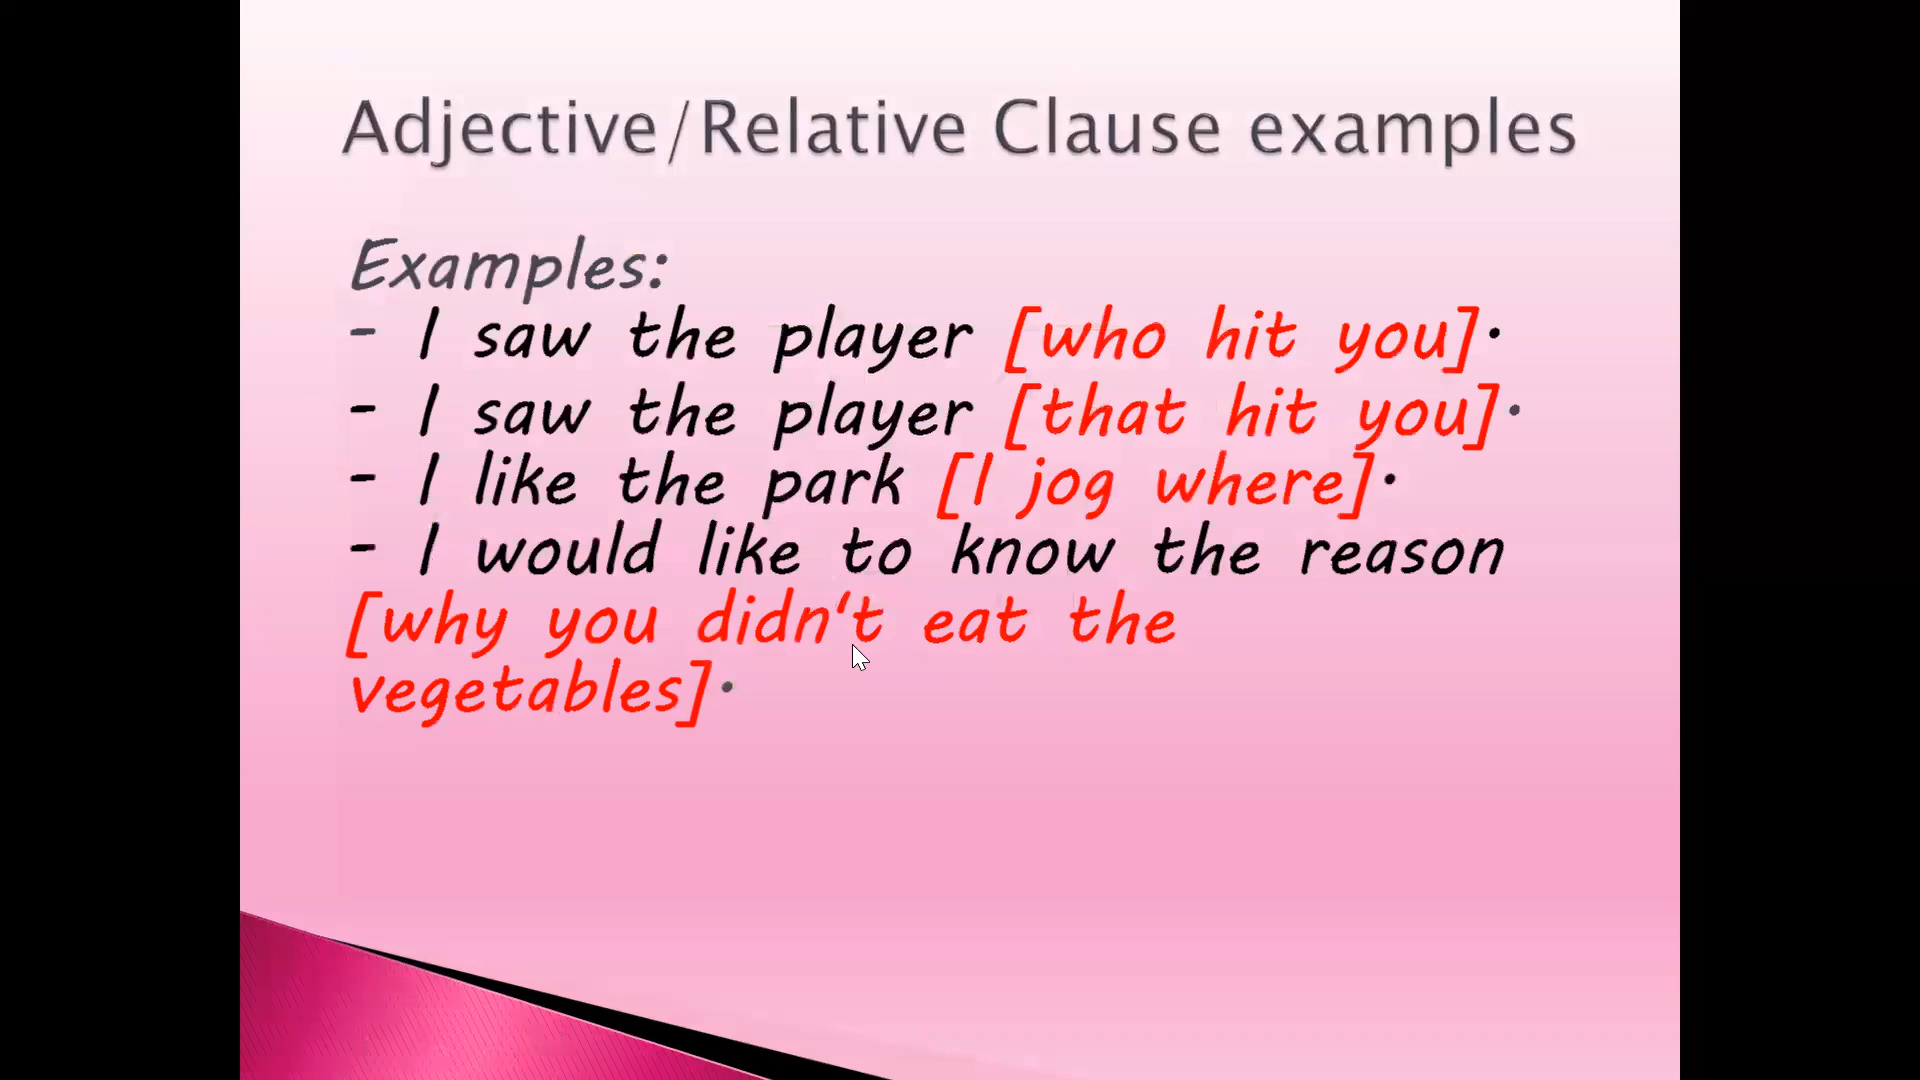 Adjective/Relative Clause examples
Examples:
- I saw the player [who hit you].
- I saw the player [that hit you].
- I like the park [I jog where].
- I would like to know the reason
[why you didn‘t eat the
vegetables].